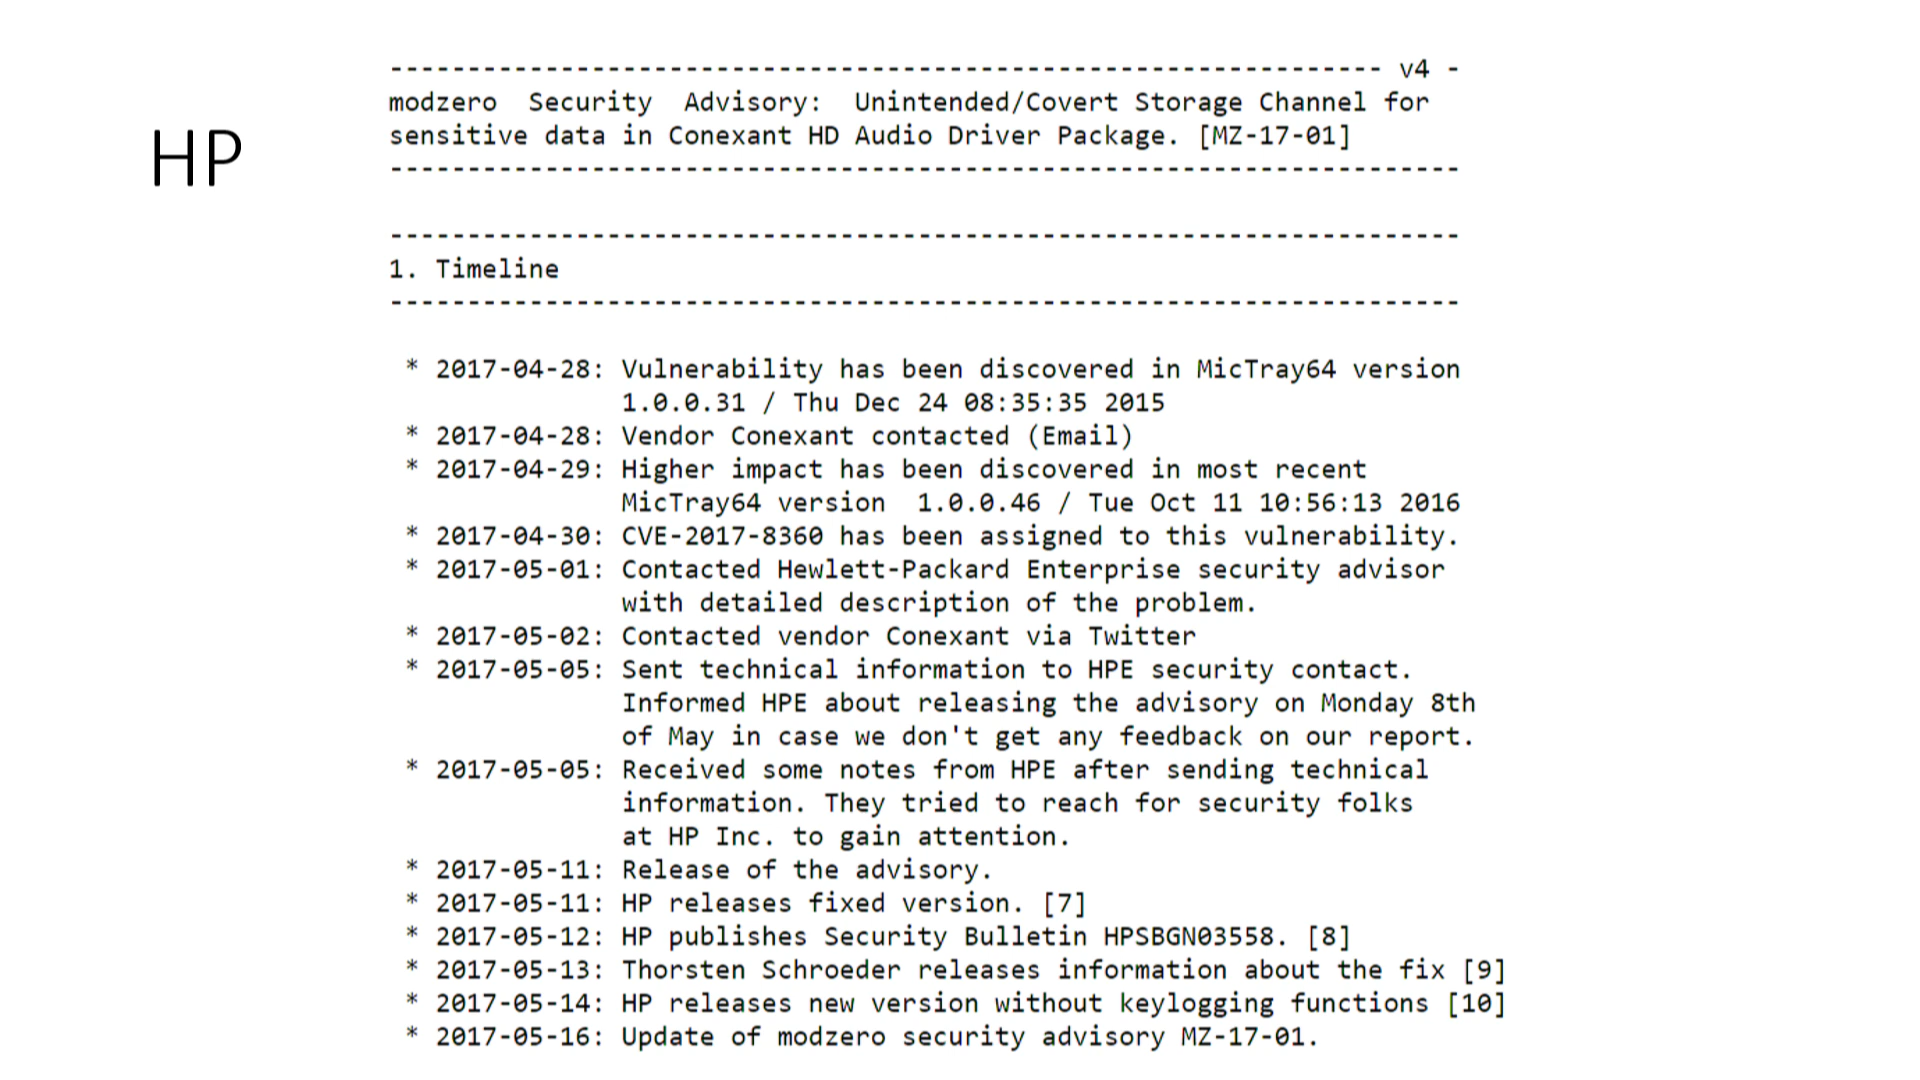 HP
--------------------------------------------------------------- v4 -
modzero  Security  Advisory:  Unintended/Covert Storage Channel for
sensitive data in Conexant HD Audio Driver Package. [MZ-17-01]
---------------------------------------------------------------------
---------------------------------------------------------------------
1. Timeline
---------------------------------------------------------------------
* 2017-04-28: Vulnerability has been discovered in MicTray64 version
1.0.0.31 / Thu Dec 24 08:35:35 2015
* 2017-04-28: Vendor Conexant contacted (Email)
* 2017-04-29: Higher impact has been discovered in most recent
MicTray64 version  1.0.0.46 / Tue Oct 11 10:56:13 2016
* 2017-04-30: CVE-2017-8360 has been assigned to this vulnerability.
* 2017-05-01: Contacted Hewlett-Packard Enterprise security advisor
with detailed description of the problem.
* 2017-05-02: Contacted vendor Conexant via Twitter
* 2017-05-05: Sent technical information to HPE security contact.
Informed HPE about releasing the advisory on Monday 8th
of May in case we don't get any feedback on our report.
* 2017-05-05: Received some notes from HPE after sending technical
information. They tried to reach for security folks
at HP Inc. to gain attention.
* 2017-05-11: Release of the advisory.
* 2017-05-11: HP releases fixed version. [7]
* 2017-05-12: HP publishes Security Bulletin HPSBGN03558. [8]
* 2017-05-13: Thorsten Schroeder releases information about the fix [9]
* 2017-05-14: HP releases new version without keylogging functions [10]
* 2017-05-16: Update of modzero security advisory MZ-17-01.